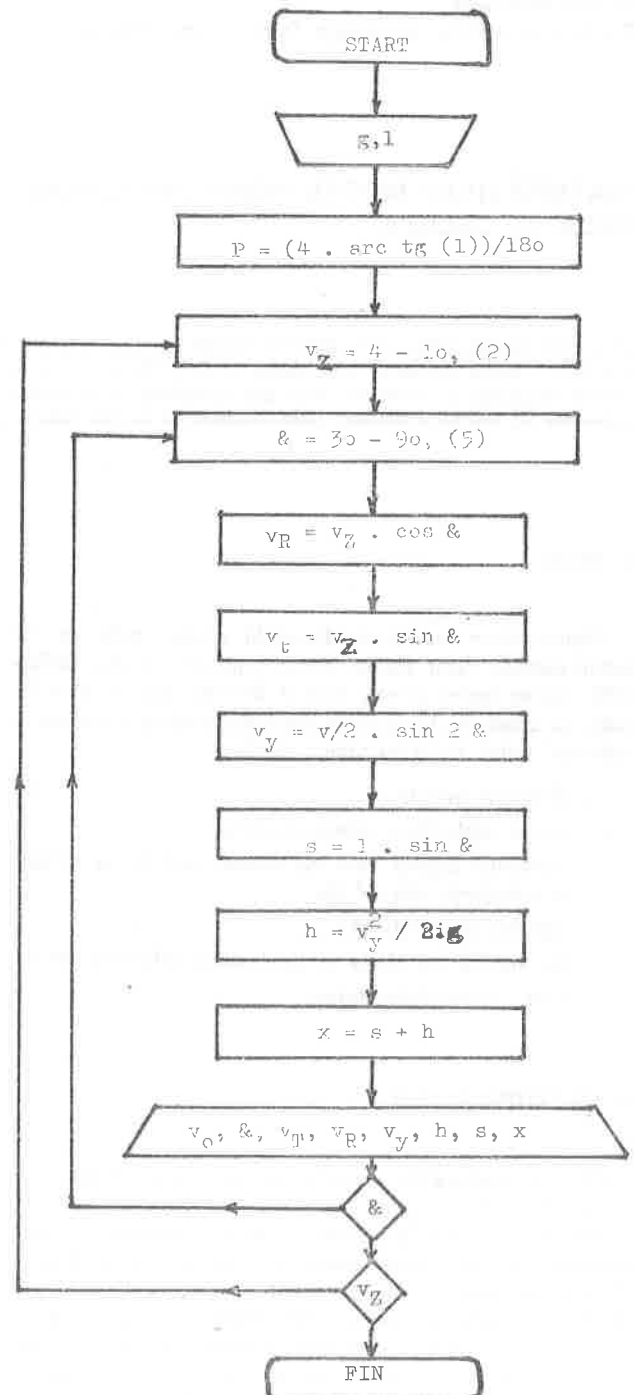 START
g,l
P = (4 . arc tg (1))/18o
v_Z = 4 - 1o, (2)
& = 3o - 9o, (5)
v_R = v_Z . cos &
v_t = v_Z . sin &
v_y = v/2 . sin 2 &
s = l . sin &
h = v_y^2 / 2ig
x = s + h
v_o, &, v_T, v_R, v_y, h, s, x
&
v_Z
FIN